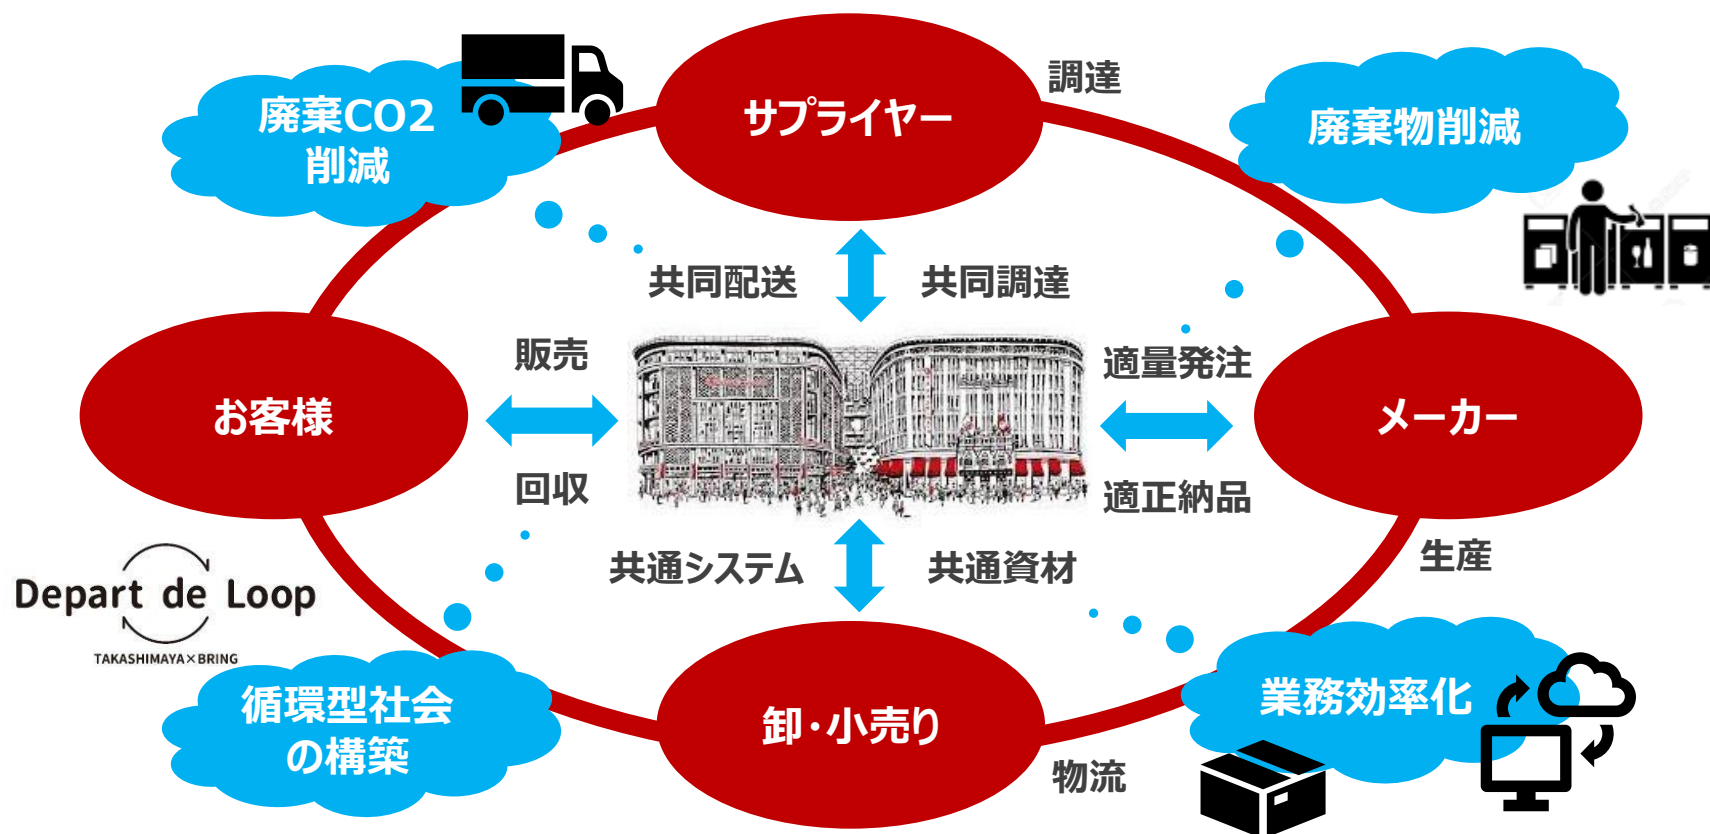 調達
サプライヤー
廃棄CO2
削減
廃棄物削減
共同配送
共同調達
販売
適量発注
お客様
メーカー
回収
適正納品
共通システム
共通資材
生産
Depart de Loop
TAKASHIMAYA×BRING
循環型社会
の構築
卸・小売り
業務効率化
物流